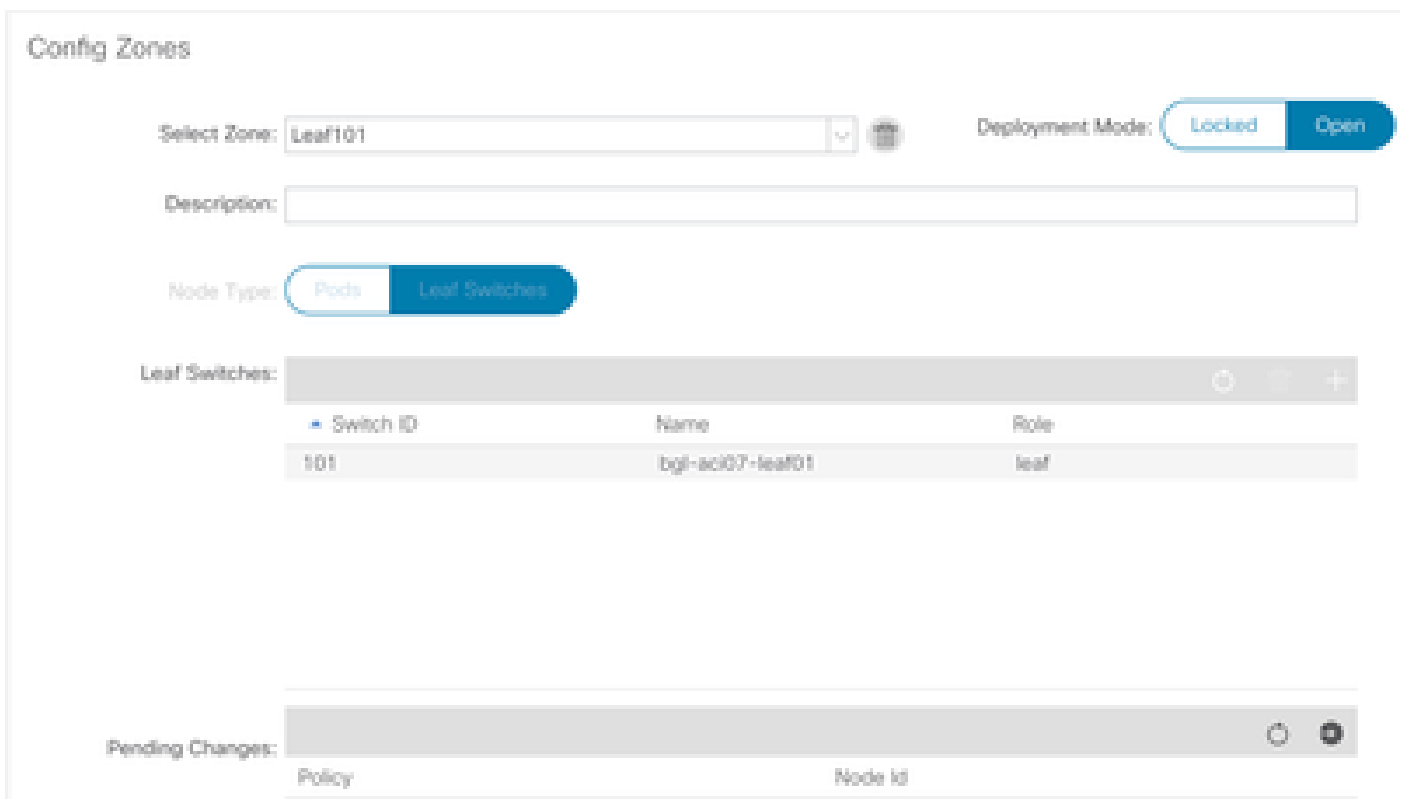 Config Zones
Select Zone: Leaf101 Deployment Mode: Locked Open
Description:
Node Type: Pods Leaf Switches
Leaf Switches:
Switch ID Name Role
101 bgl-aci07-leaf01 leaf
Pending Changes:
Policy Node Id